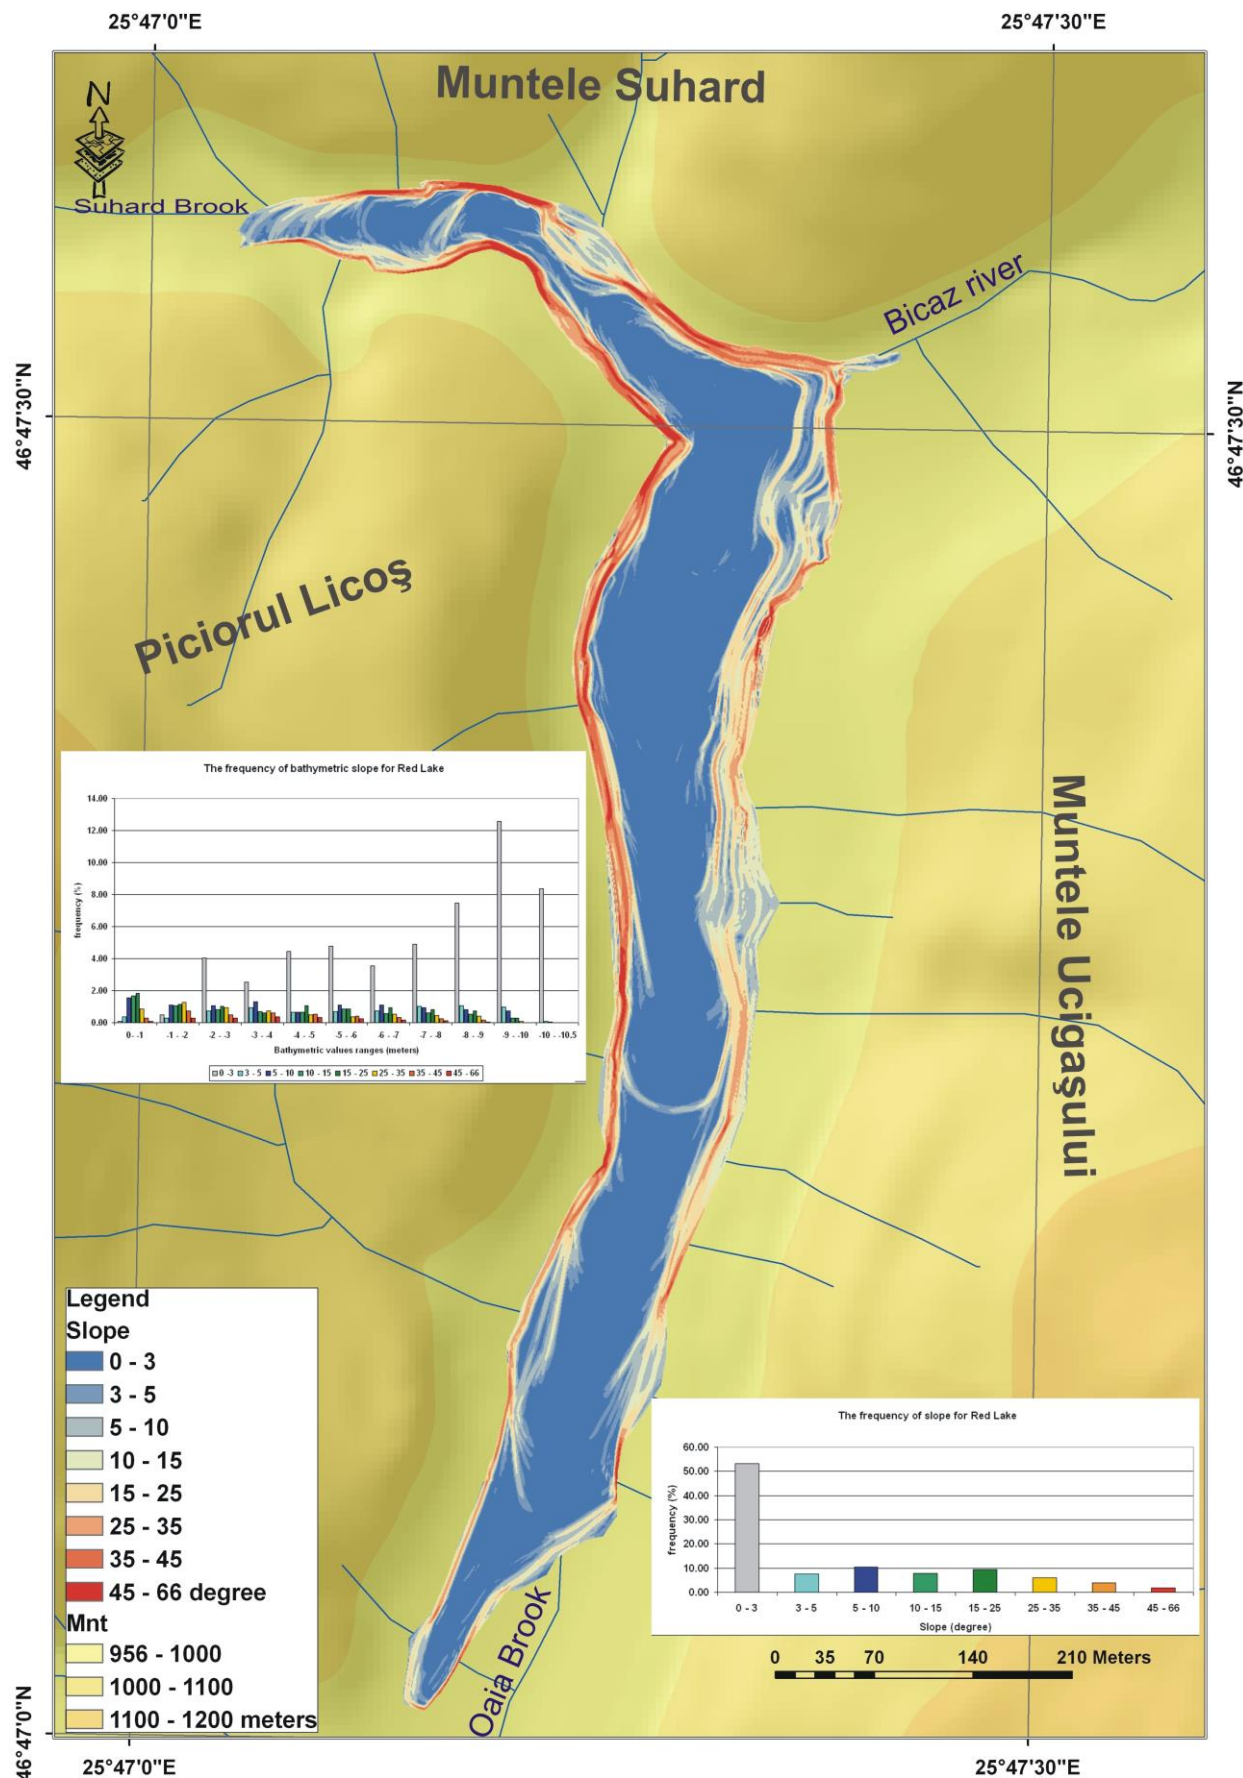 25°47'0"E
25°47'30"E
Muntele Suhard
N
Suhard Brook
Bicaz river
46°47'30"N
46°47'30"N
Piciorul Licoş
Muntele Ucigaşului
The frequency of bathymetric slope for Red Lake
14.00
12.00
10.00
8.00
6.00
4.00
2.00
0.00
frequency (%)
0 - -1
-1 - -2
-2 - -3
-3 - -4
-4 - -5
-5 - -6
-6 - -7
-7 - -8
-8 - -9
-9 - -10
-10 - -10.5
Bathymetric values ranges (meters)
0 -3 3 - 5 5 - 10 10 - 15 15 - 25 25 - 35 35 - 45 45 - 66
Legend
Slope
0 - 3
3 - 5
5 - 10
10 - 15
15 - 25
25 - 35
35 - 45
45 - 66 degree
Mnt
956 - 1000
1000 - 1100
1100 - 1200 meters
The frequency of slope for Red Lake
60.00
50.00
40.00
30.00
20.00
10.00
0.00
frequency (%)
0 - 3
3 - 5
5 - 10
10 - 15
15 - 25
25 - 35
35 - 45
45 - 66
Slope (degree)
0 35 70 140 210 Meters
Oaia Brook
46°47'0"N
25°47'0"E
25°47'30"E